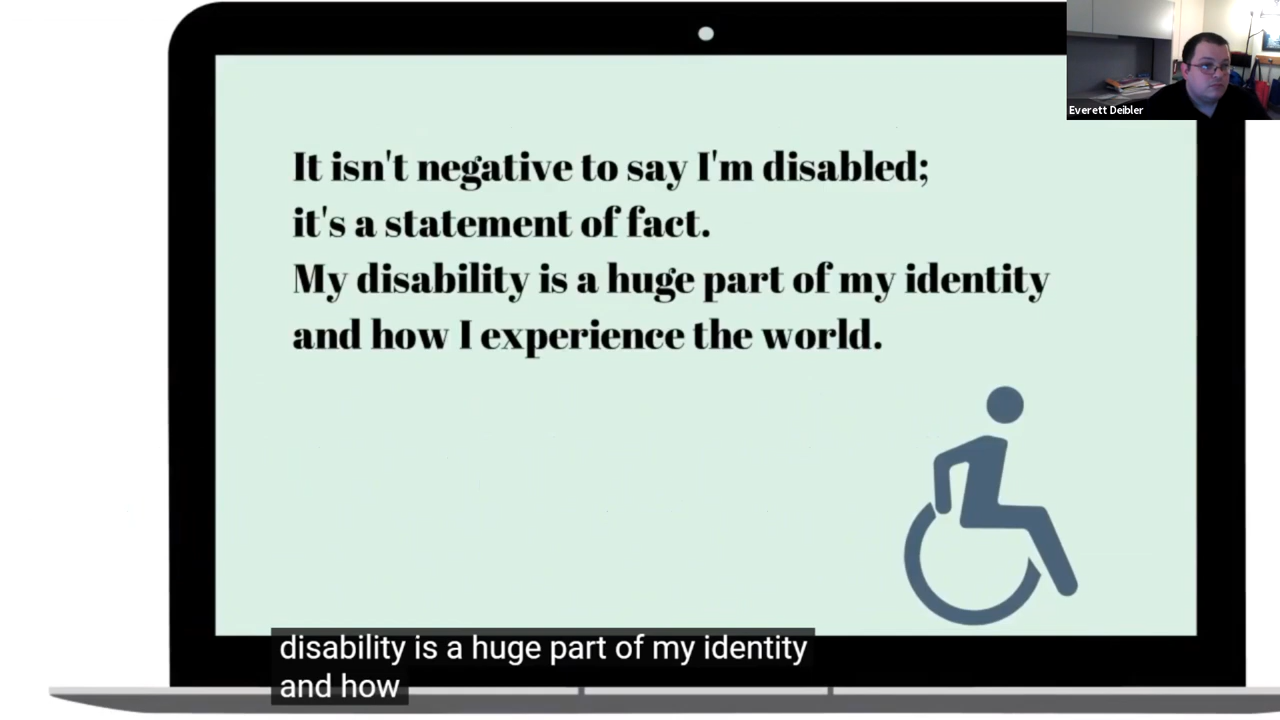 Everett Deibler
It isn't negative to say I'm disabled;
it's a statement of fact.
My disability is a huge part of my identity
and how I experience the world.
disability is a huge part of my identity
and how